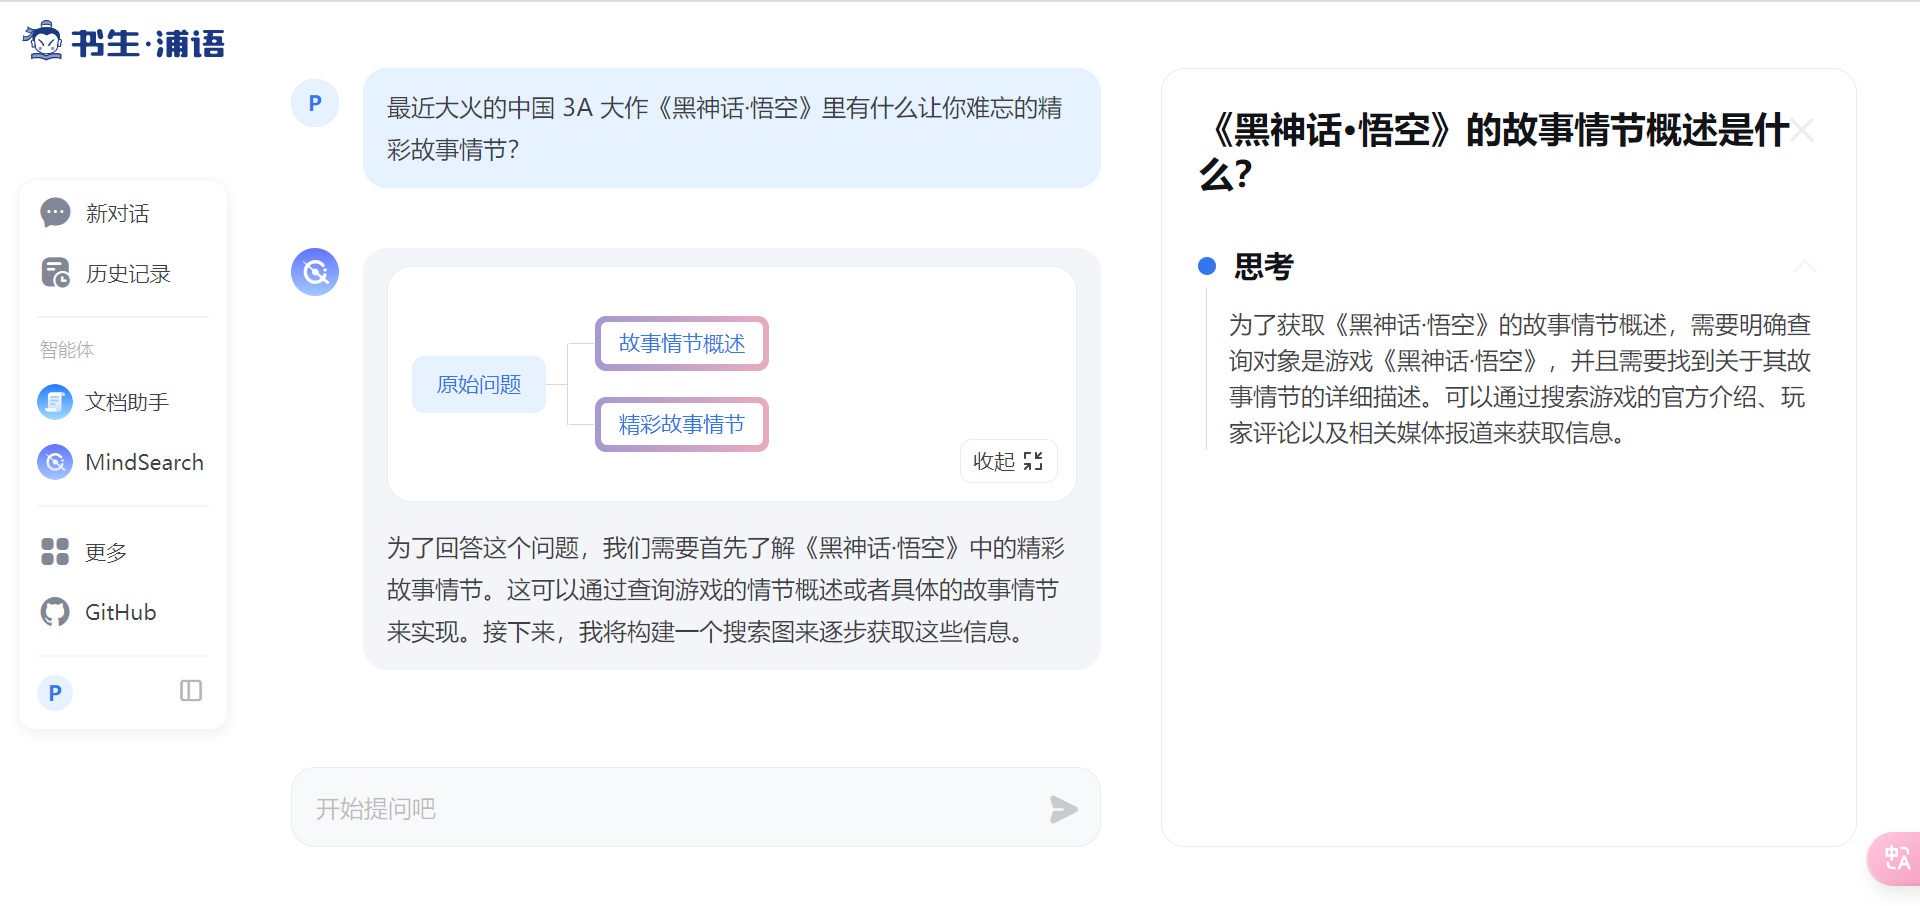 书生·浦语
新对话
历史记录
智能体
文档助手
MindSearch
更多
GitHub
P
P
最近大火的中国 3A 大作《黑神话·悟空》里有什么让你难忘的精
彩故事情节?
原始问题
故事情节概述
精彩故事情节
收起
为了回答这个问题，我们需要首先了解《黑神话·悟空》中的精彩
故事情节。这可以通过查询游戏的情节概述或者具体的故事情节
来实现。接下来，我将构建一个搜索图来逐步获取这些信息。
开始提问吧
《黑神话•悟空》的故事情节概述是什
么?
思考
为了获取《黑神话·悟空》的故事情节概述，需要明确查
询对象是游戏《黑神话·悟空》，并且需要找到关于其故
事情节的详细描述。可以通过搜索游戏的官方介绍、玩
家评论以及相关媒体报道来获取信息。
中A